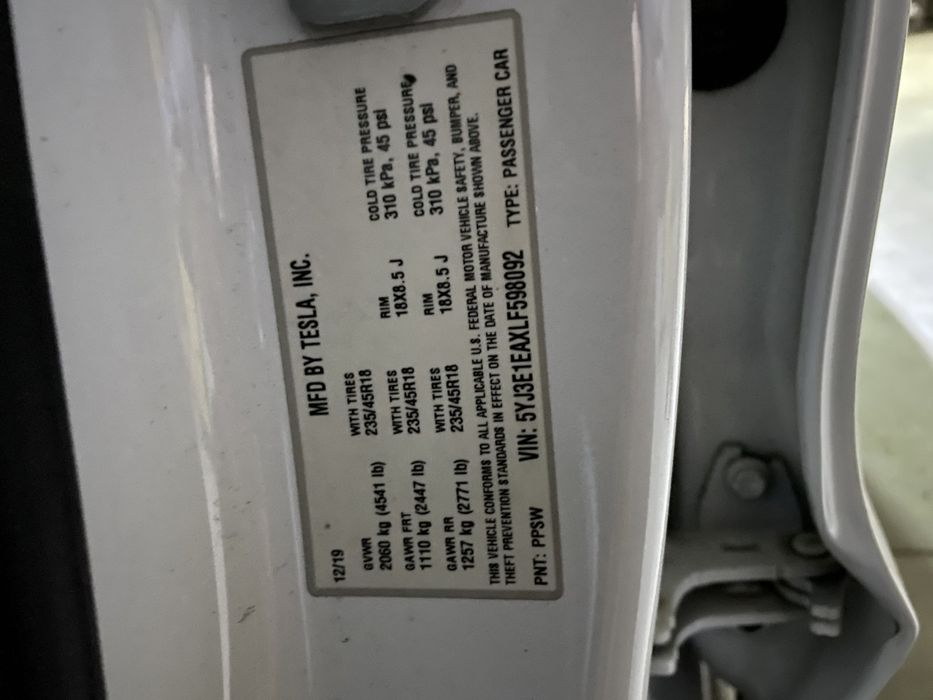 MFD BY TESLA, INC.
12/19
GVWR WITH TIRES
2060 kg (4541 lb) 235/45R18
GAWR FRT WITH TIRES RIM COLD TIRE PRESSURE
1110 kg (2447 lb) 235/45R18 18X8.5 J 310 kPa, 45 psi
GAWR RR WITH TIRES RIM COLD TIRE PRESSURE
1257 kg (2771 lb) 235/45R18 18X8.5 J 310 kPa, 45 psi
THIS VEHICLE CONFORMS TO ALL APPLICABLE U.S. FEDERAL MOTOR VEHICLE SAFETY, BUMPER, AND
THEFT PREVENTION STANDARDS IN EFFECT ON THE DATE OF MANUFACTURE SHOWN ABOVE.
PNT: PPSW VIN: 5YJ3E1EAXLF598092 TYPE: PASSENGER CAR